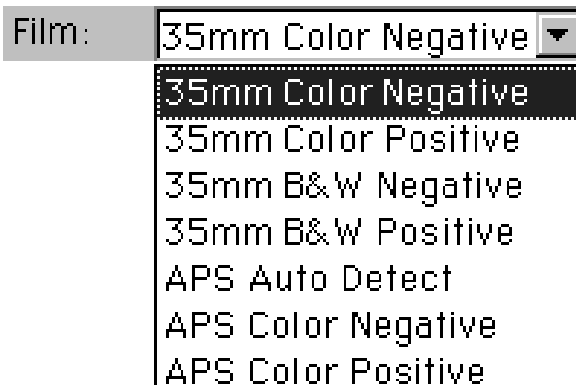 Film: 35mm Color Negative
35mm Color Negative
35mm Color Positive
35mm B&W Negative
35mm B&W Positive
APS Auto Detect
APS Color Negative
APS Color Positive